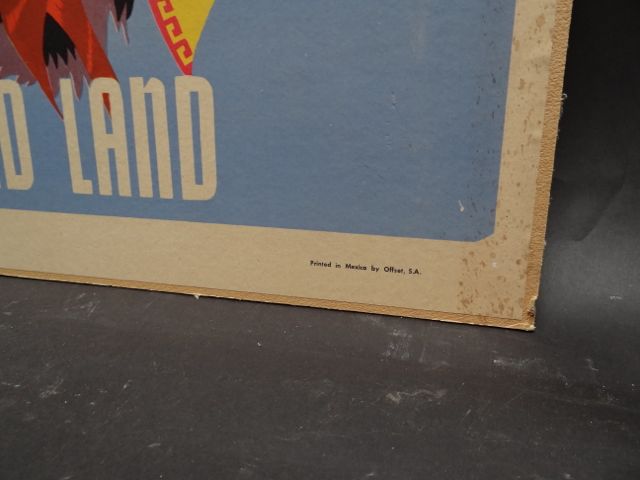 D LAND
Printed in Mexico by Offset, S.A.